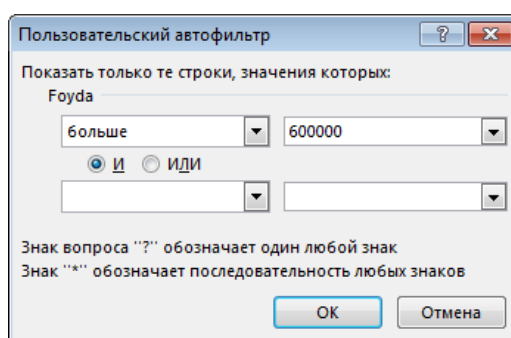 Пользовательский автофильтр
Показать только те строки, значения которых:
Foyda
больше 600000
И ИЛИ
Знак вопроса "?" обозначает один любой знак
Знак "*" обозначает последовательность любых знаков
ОК Отмена